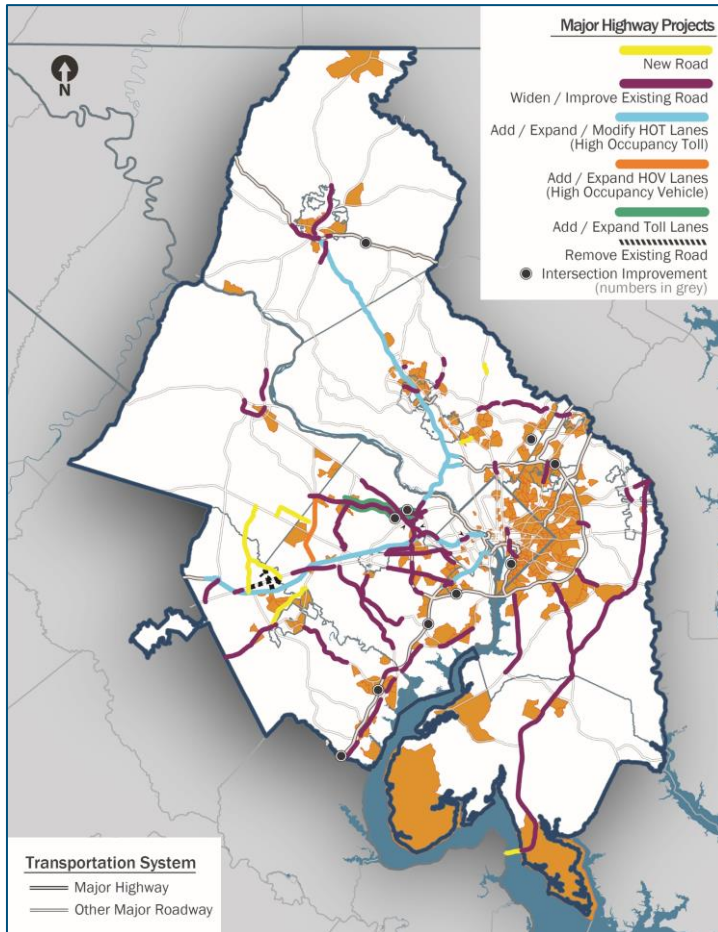 N
Major Highway Projects
New Road
Widen / Improve Existing Road
Add / Expand / Modify HOT Lanes
(High Occupancy Toll)
Add / Expand HOV Lanes
(High Occupancy Vehicle)
Add / Expand Toll Lanes
Remove Existing Road
Intersection Improvement
(numbers in grey)
Transportation System
Major Highway
Other Major Roadway